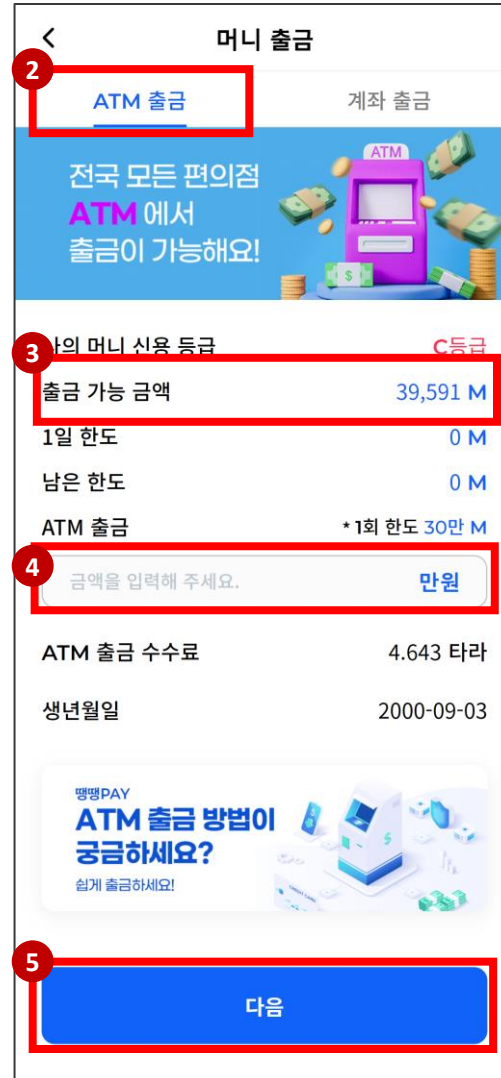 머니 출금
2
ATM 출금
계좌 출금
전국 모든 편의점
ATM 에서
출금이 가능해요!
ATM
$
3
의 머니 신용 등급 C등급
출금 가능 금액 39,591 M
1일 한도 0 M
남은 한도 0 M
ATM 출금 * 1회 한도 30만 M
4
금액을 입력해 주세요. 만원
ATM 출금 수수료 4.643 타라
생년월일 2000-09-03
땡땡PAY
ATM 출금 방법이
궁금하세요?
쉽게 출금하세요!
$
CREDIT CARD
5
다음